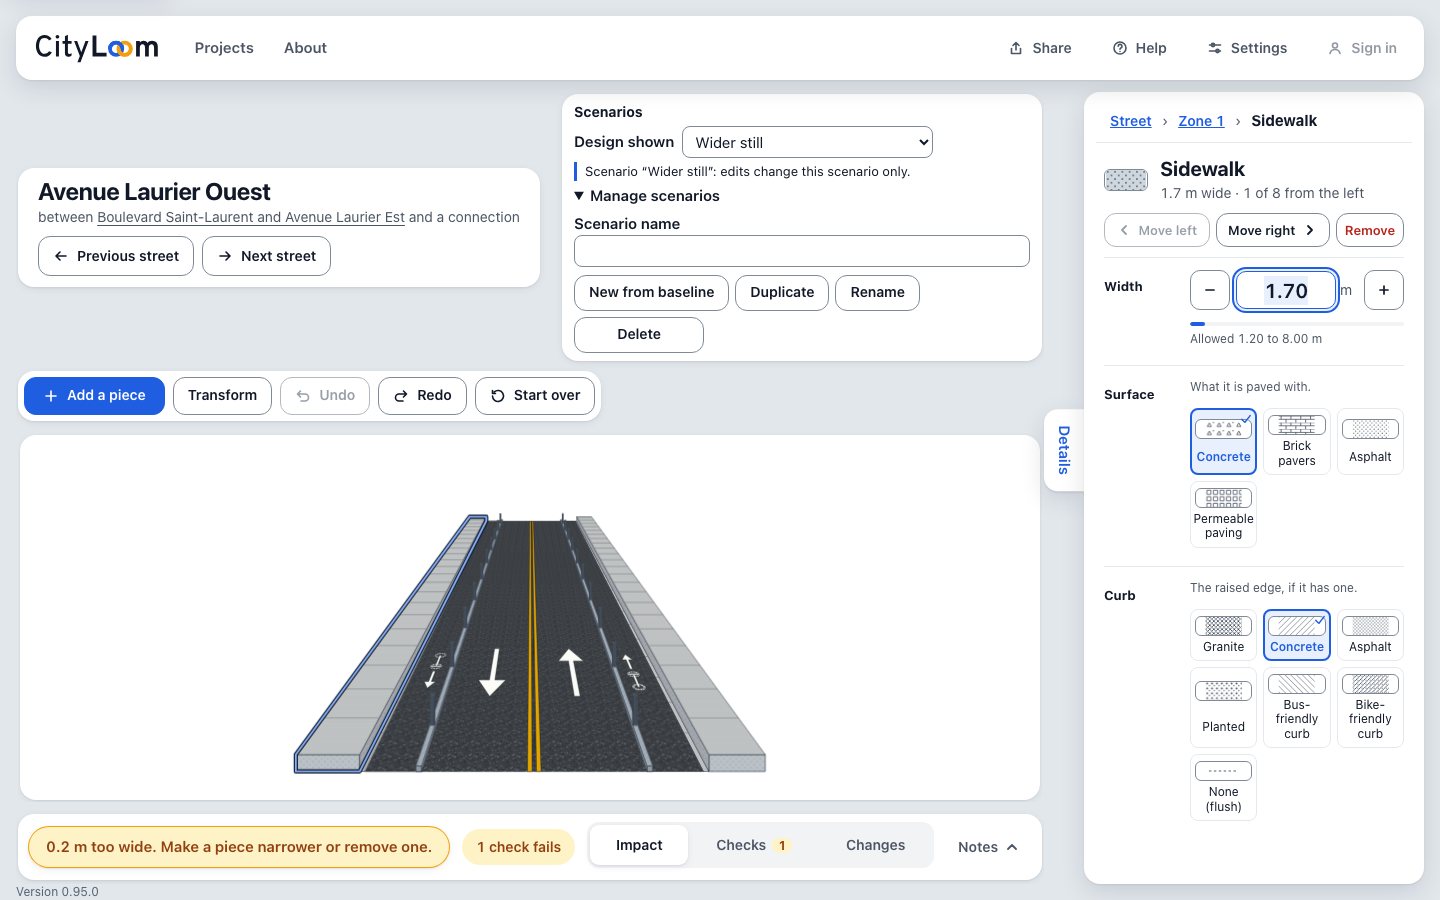 CityLoom
Projects
About
Share
Help
Settings
Sign in
Avenue Laurier Ouest
between Boulevard Saint-Laurent and Avenue Laurier Est and a connection
Previous street
Next street
Scenarios
Design shown
Wider still
Scenario “Wider still”: edits change this scenario only.
Manage scenarios
Scenario name
New from baseline
Duplicate
Rename
Delete
Add a piece
Transform
Undo
Redo
Start over
Details
Street › Zone 1 › Sidewalk
Sidewalk
1.7 m wide · 1 of 8 from the left
Move left
Move right
Remove
Width
− 1.70 m +
Allowed 1.20 to 8.00 m
Surface
What it is paved with.
Concrete
Brick
pavers
Asphalt
Permeable
paving
Curb
The raised edge, if it has one.
Granite
Concrete
Asphalt
Planted
Bus-
friendly
curb
Bike-
friendly
curb
None
(flush)
0.2 m too wide. Make a piece narrower or remove one.
1 check fails
Impact
Checks 1
Changes
Notes
Version 0.95.0